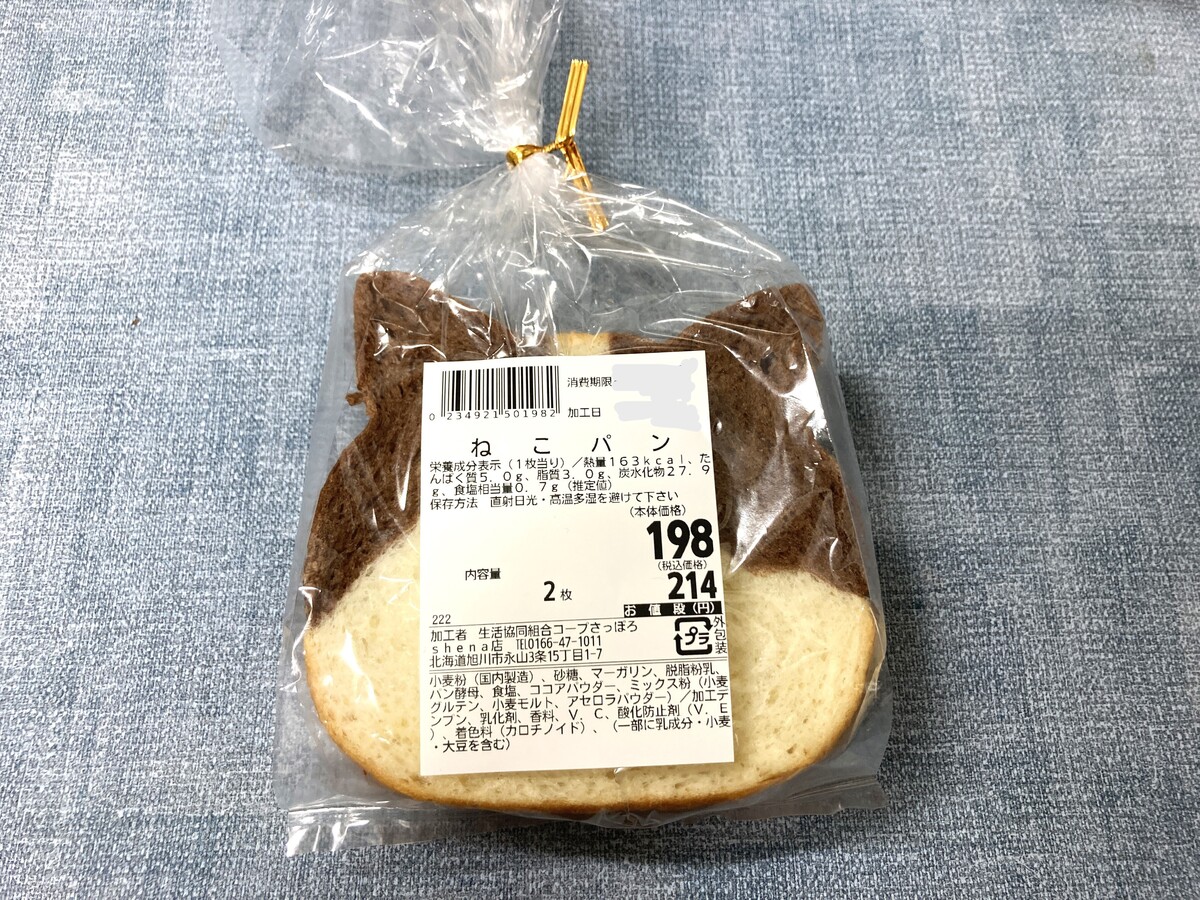 消費期限
0 234921 501982 加工日
ねこパン
栄養成分表示（1枚当り）／熱量163kcal、た
んぱく質5.0g、脂質3.0g、炭水化物27.9
g、食塩相当量0.7g（推定値）
保存方法 直射日光・高温多湿を避けて下さい
（本体価格）
198
（税込価格）
内容量 2枚 214
お値段（円）
222
加工者 生活協同組合コープさっぽろ
shena店 TEL0166-47-1011
北海道旭川市永山3条15丁目1-7
プラ
外包装
小麦粉（国内製造）、砂糖、マーガリン、脱脂粉乳、
パン酵母、食塩、ココアパウダー、ミックス粉（小麦
グルテン、小麦モルト、アセロラパウダー）／加工デ
ンプン、乳化剤、香料、V．C、酸化防止剤（V．E
）、着色料（カロチノイド）、（一部に乳成分・小麦
・大豆を含む）